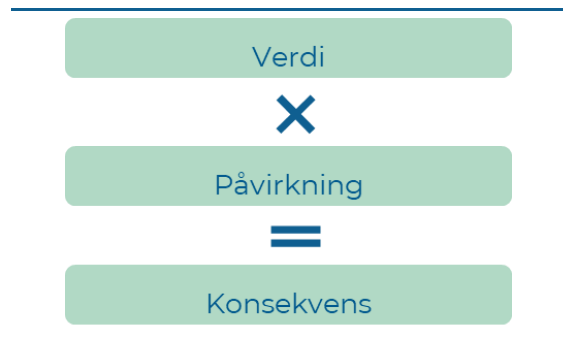 Verdi
×
Påvirkning
=
Konsekvens